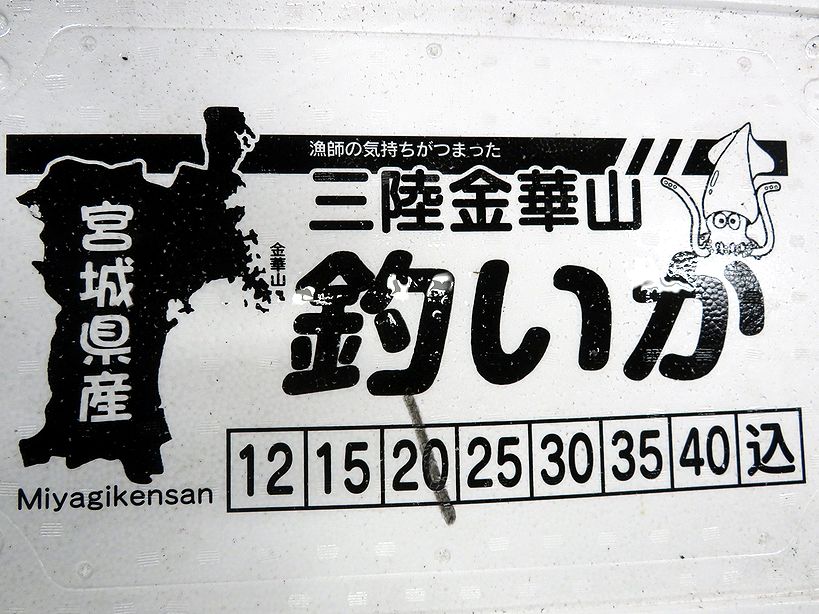 漁師の気持ちがつまった
三陸金華山
釣いか
宮城県産
金華山
Miyagikensan
12 15 20 25 30 35 40 込